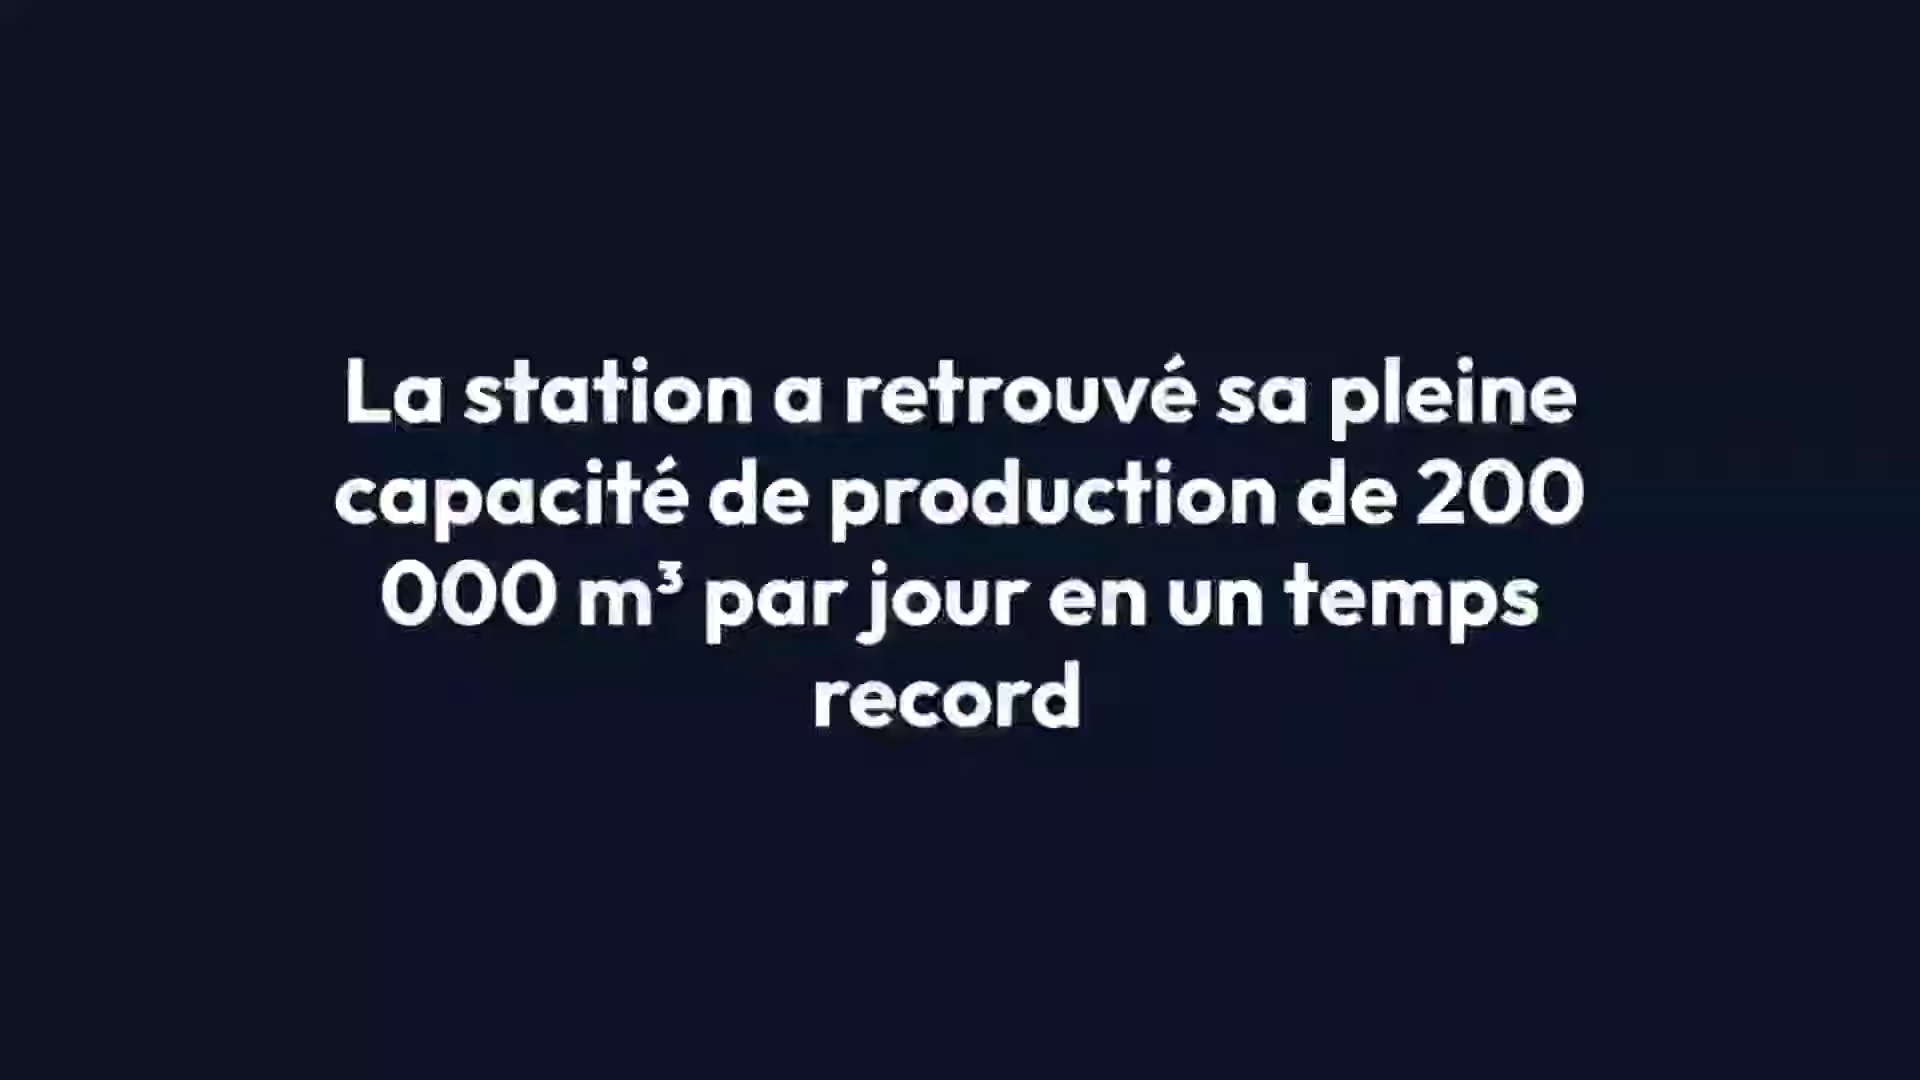 La station a retrouvé sa pleine
capacité de production de 200
000 m³ par jour en un temps
record